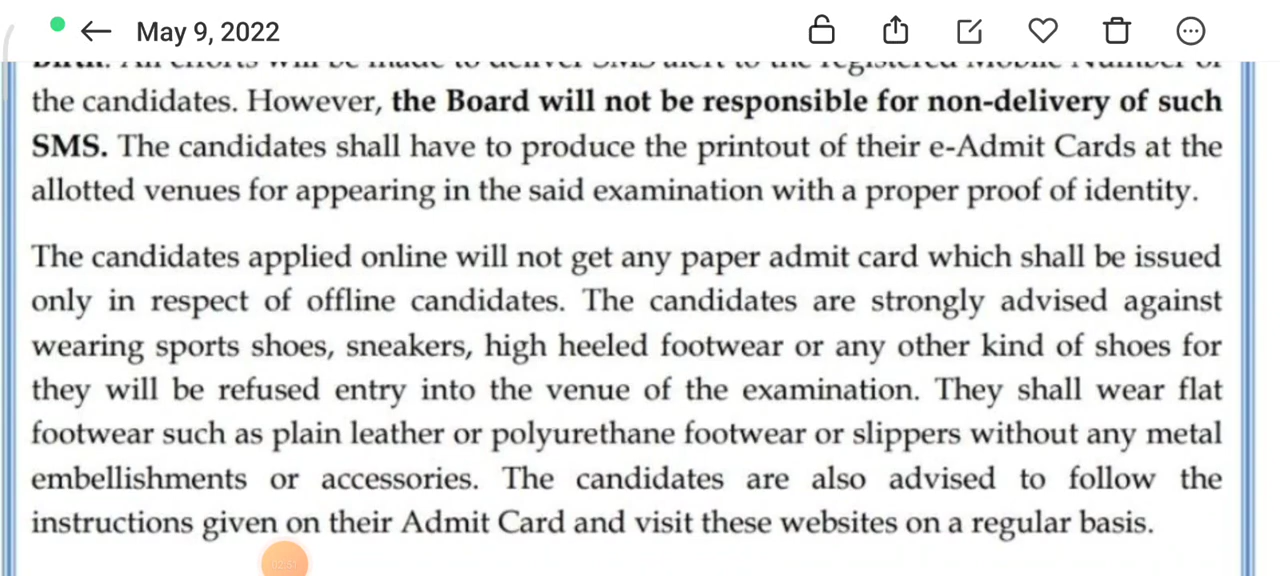 May 9, 2022
the candidates. However, the Board will not be responsible for non-delivery of such
SMS. The candidates shall have to produce the printout of their e-Admit Cards at the
allotted venues for appearing in the said examination with a proper proof of identity.
The candidates applied online will not get any paper admit card which shall be issued
only in respect of offline candidates. The candidates are strongly advised against
wearing sports shoes, sneakers, high heeled footwear or any other kind of shoes for
they will be refused entry into the venue of the examination. They shall wear flat
footwear such as plain leather or polyurethane footwear or slippers without any metal
embellishments or accessories. The candidates are also advised to follow the
instructions given on their Admit Card and visit these websites on a regular basis.